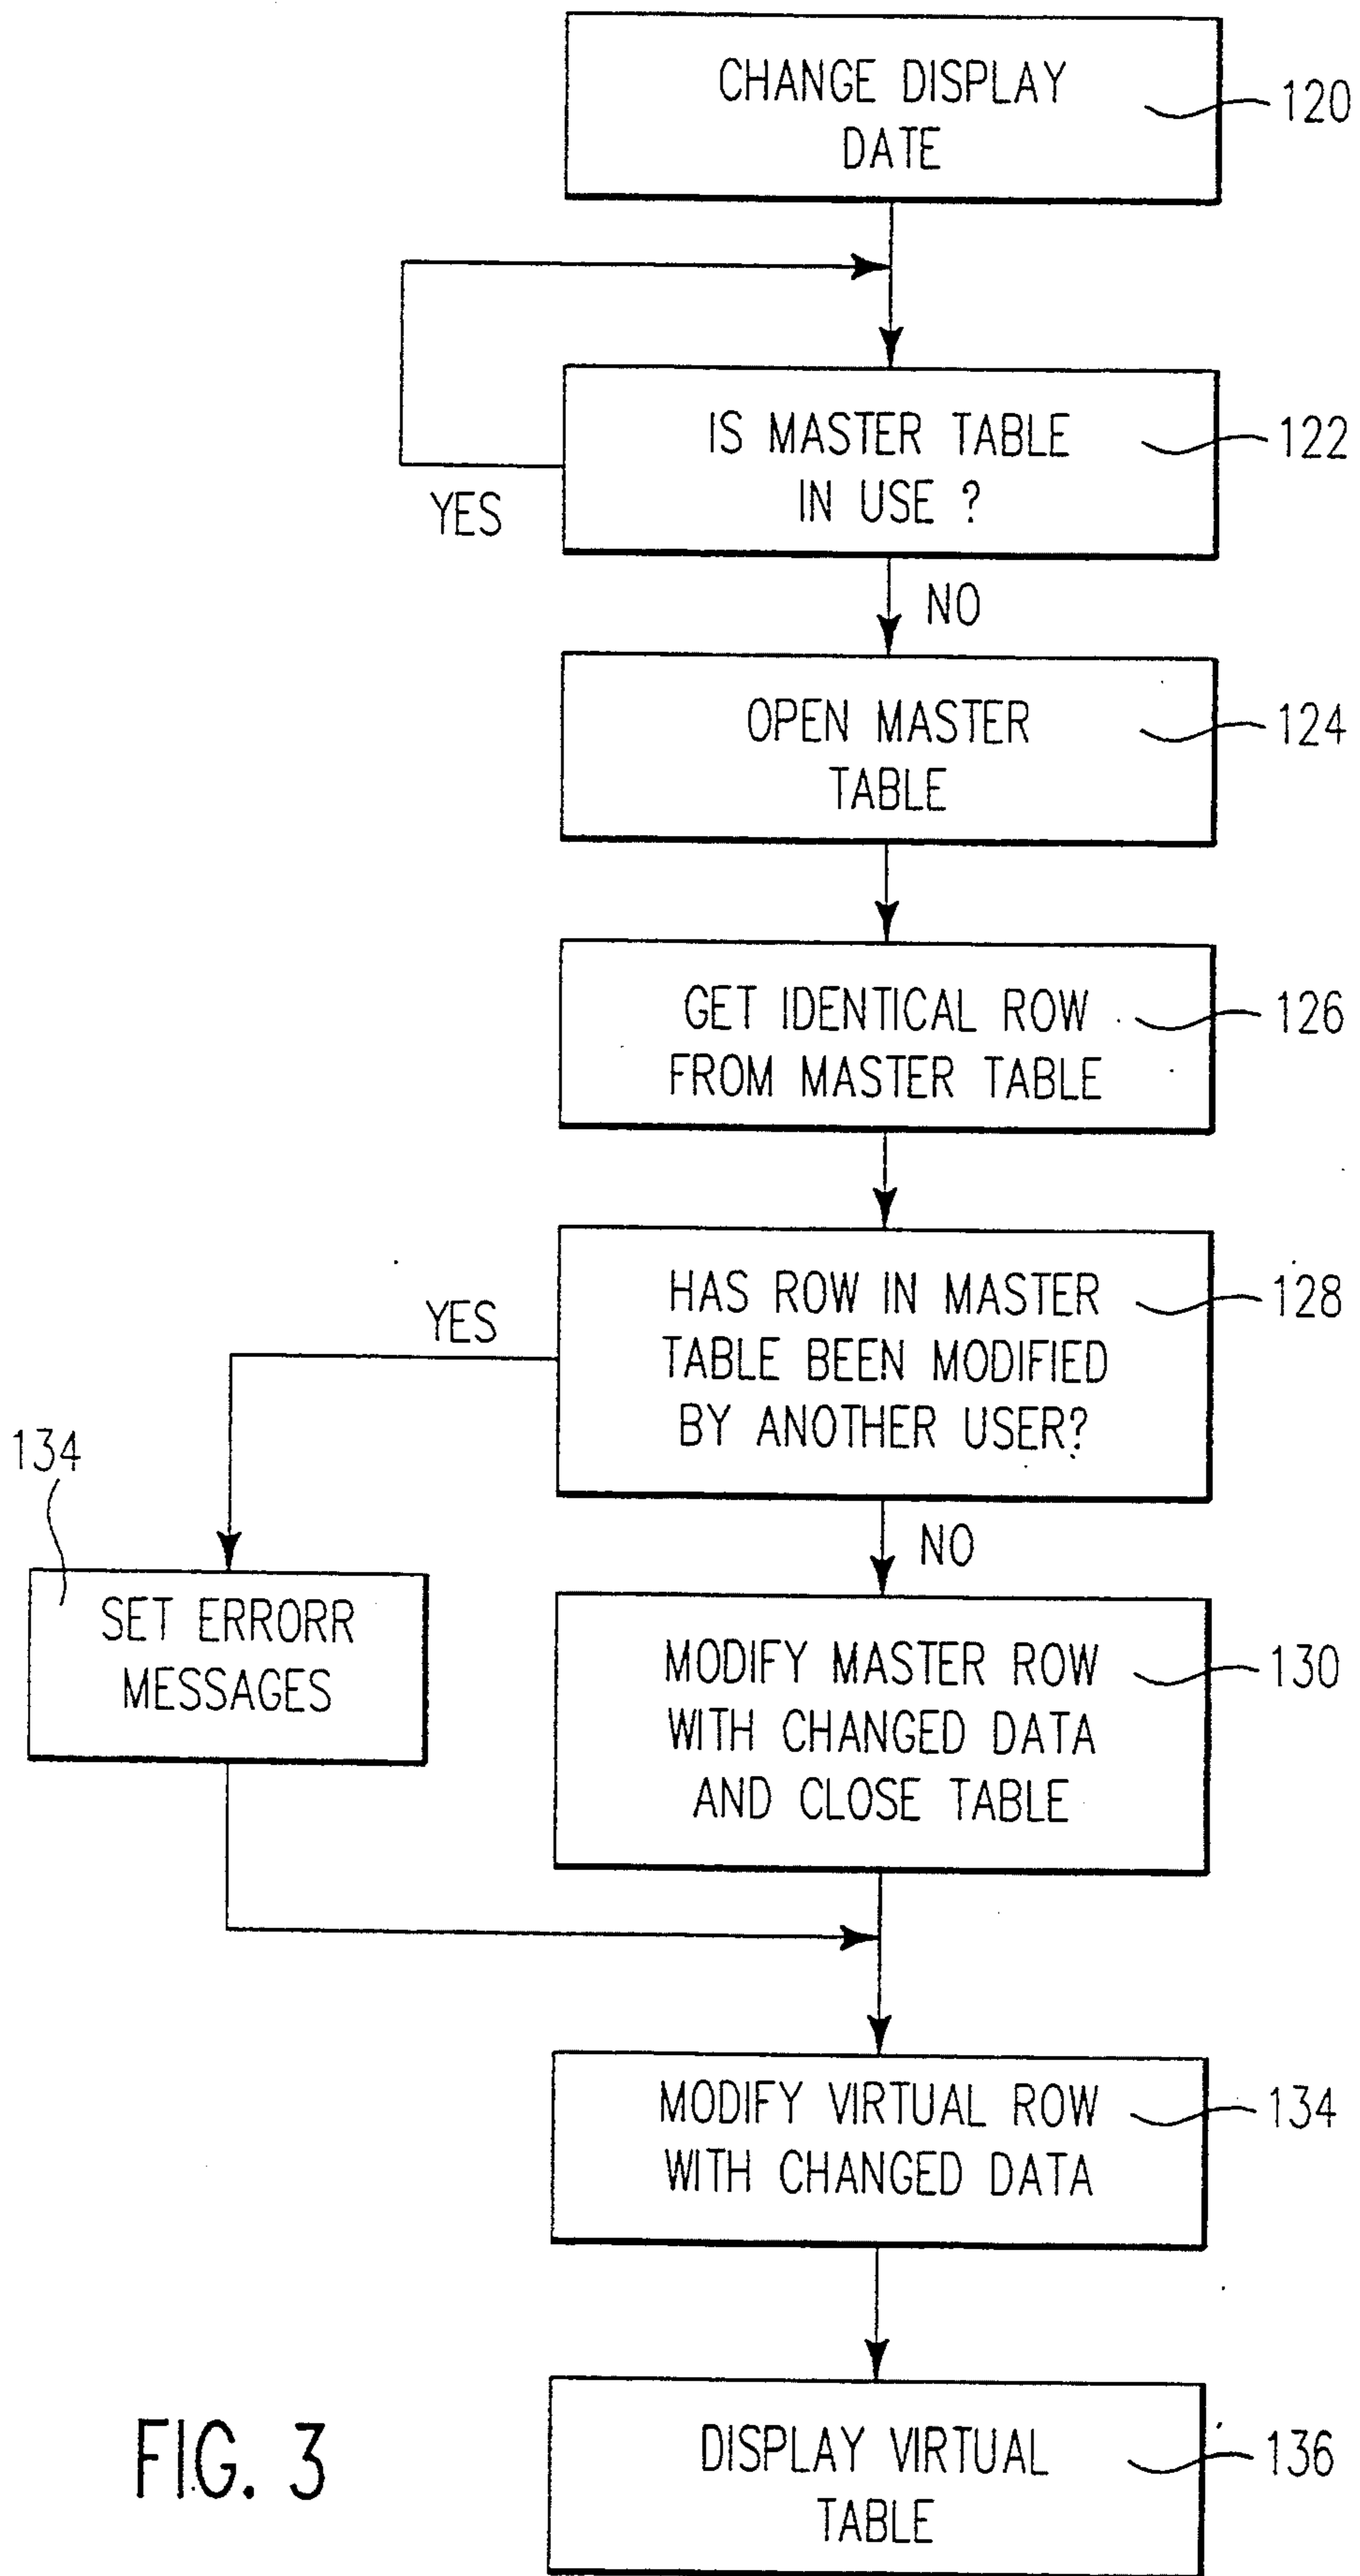 CHANGE DISPLAY
DATE
120
IS MASTER TABLE
IN USE ?
122
YES
NO
OPEN MASTER
TABLE
124
GET IDENTICAL ROW
FROM MASTER TABLE
126
HAS ROW IN MASTER
TABLE BEEN MODIFIED
BY ANOTHER USER?
128
YES
134
NO
SET ERRORR
MESSAGES
MODIFY MASTER ROW
WITH CHANGED DATA
AND CLOSE TABLE
130
MODIFY VIRTUAL ROW
WITH CHANGED DATA
134
DISPLAY VIRTUAL
TABLE
136
FIG. 3